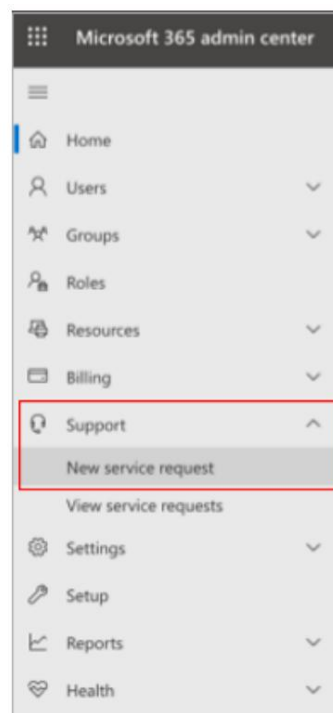 Microsoft 365 admin center
Home
Users
Groups
Roles
Resources
Billing
Support
New service request
View service requests
Settings
Setup
Reports
Health